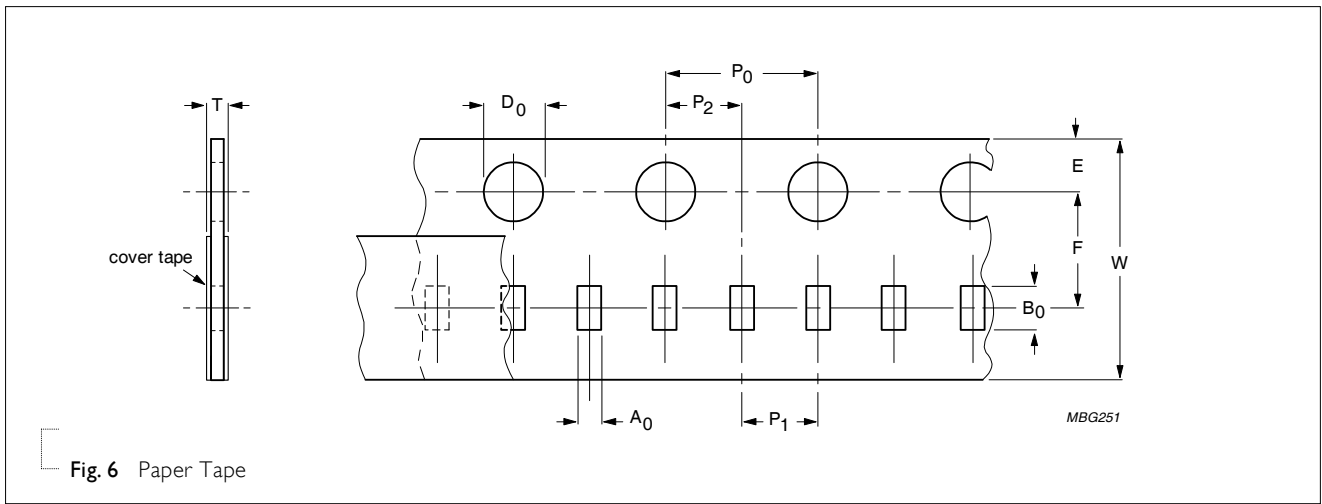 P0
T
D0
P2
E
F
W
cover tape
B0
A0
P1
MBG251
Fig. 6 Paper Tape